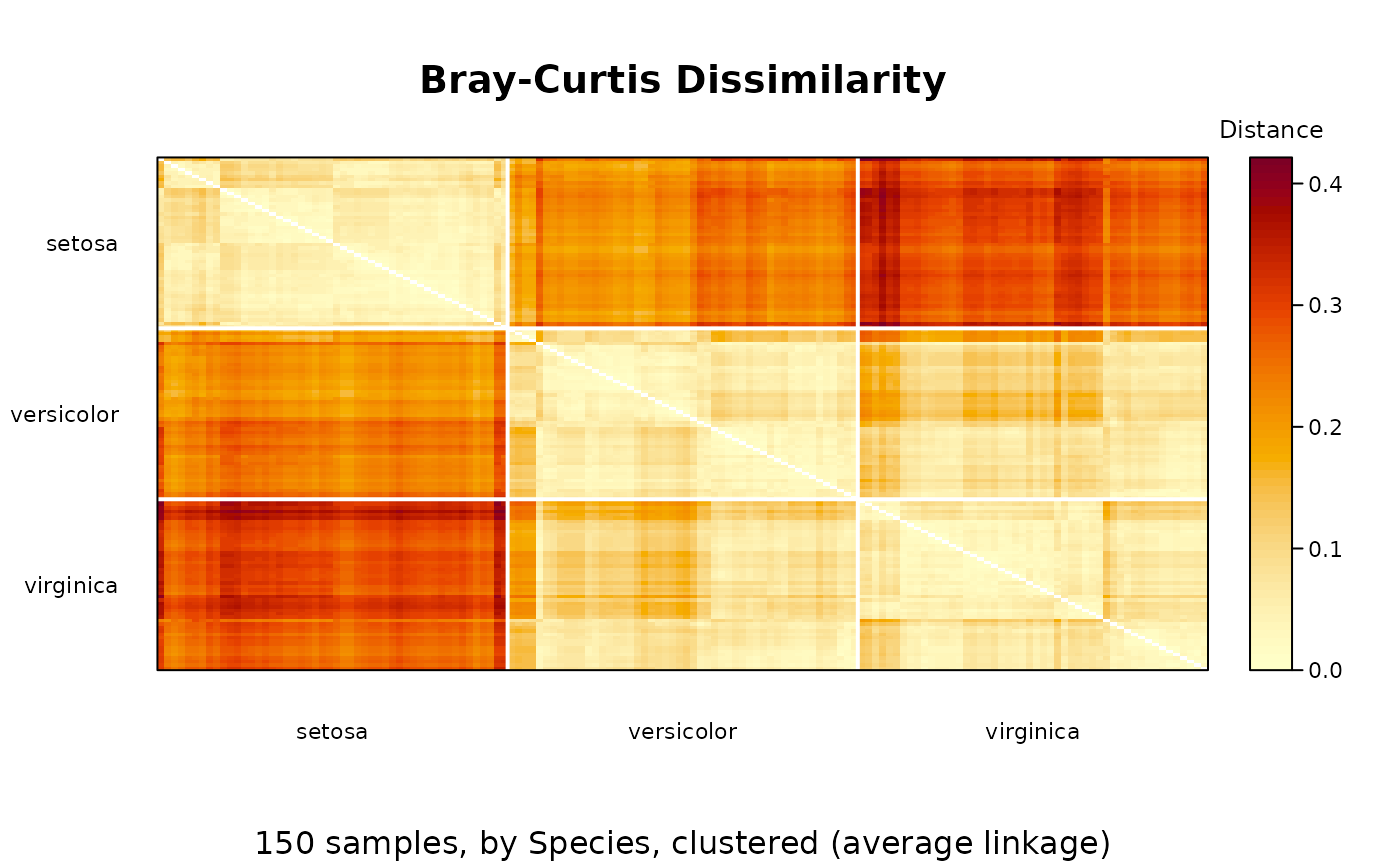 Bray-Curtis Dissimilarity
Distance
0.4
0.3
0.2
0.1
0.0
setosa
versicolor
virginica
setosa
versicolor
virginica
150 samples, by Species, clustered (average linkage)